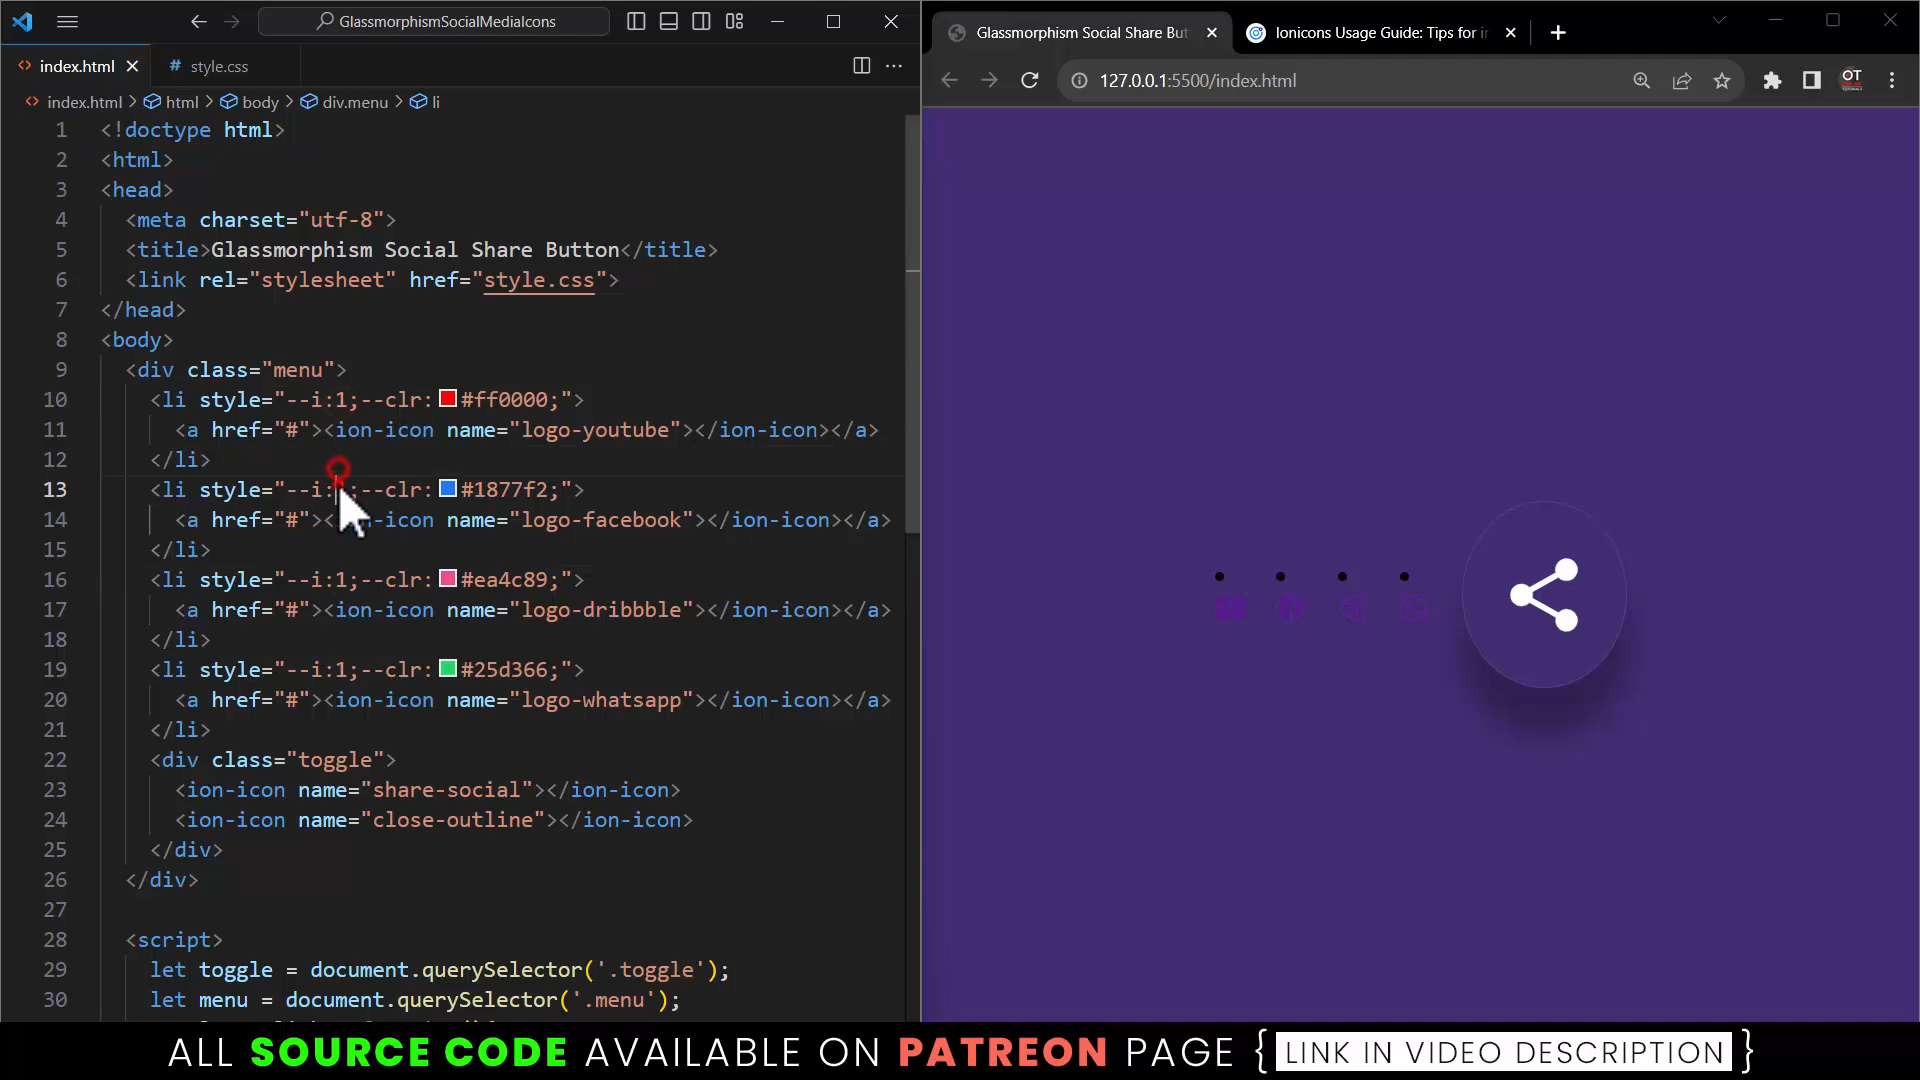 GlassmorphismSocialMediaIcons
index.html
style.css
index.html > html > body > div.menu > li
1 <!doctype html>
2 <html>
3 <head>
4 <meta charset="utf-8">
5 <title>Glassmorphism Social Share Button</title>
6 <link rel="stylesheet" href="style.css">
7 </head>
8 <body>
9 <div class="menu">
10 <li style="--i:1;--clr:#ff0000;">
11 <a href="#"><ion-icon name="logo-youtube"></ion-icon></a>
12 </li>
13 <li style="--i:1;--clr:#1877f2;">
14 <a href="#"><ion-icon name="logo-facebook"></ion-icon></a>
15 </li>
16 <li style="--i:1;--clr:#ea4c89;">
17 <a href="#"><ion-icon name="logo-dribbble"></ion-icon></a>
18 </li>
19 <li style="--i:1;--clr:#25d366;">
20 <a href="#"><ion-icon name="logo-whatsapp"></ion-icon></a>
21 </li>
22 <div class="toggle">
23 <ion-icon name="share-social"></ion-icon>
24 <ion-icon name="close-outline"></ion-icon>
25 </div>
26 </div>
27
28 <script>
29 let toggle = document.querySelector('.toggle');
30 let menu = document.querySelector('.menu');
Glassmorphism Social Share But
Ionicons Usage Guide: Tips for i
127.0.0.1:5500/index.html
OT
ALL SOURCE CODE AVAILABLE ON PATREON PAGE { LINK IN VIDEO DESCRIPTION }